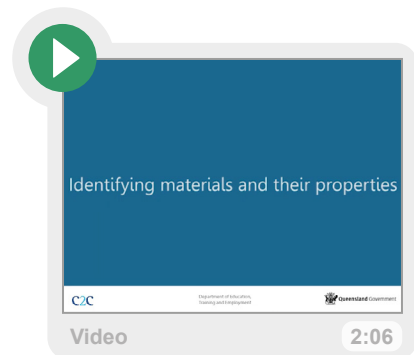 Identifying materials and their properties
C2C
Department of Education,
Training and Employment
Queensland Government
Video
2:06